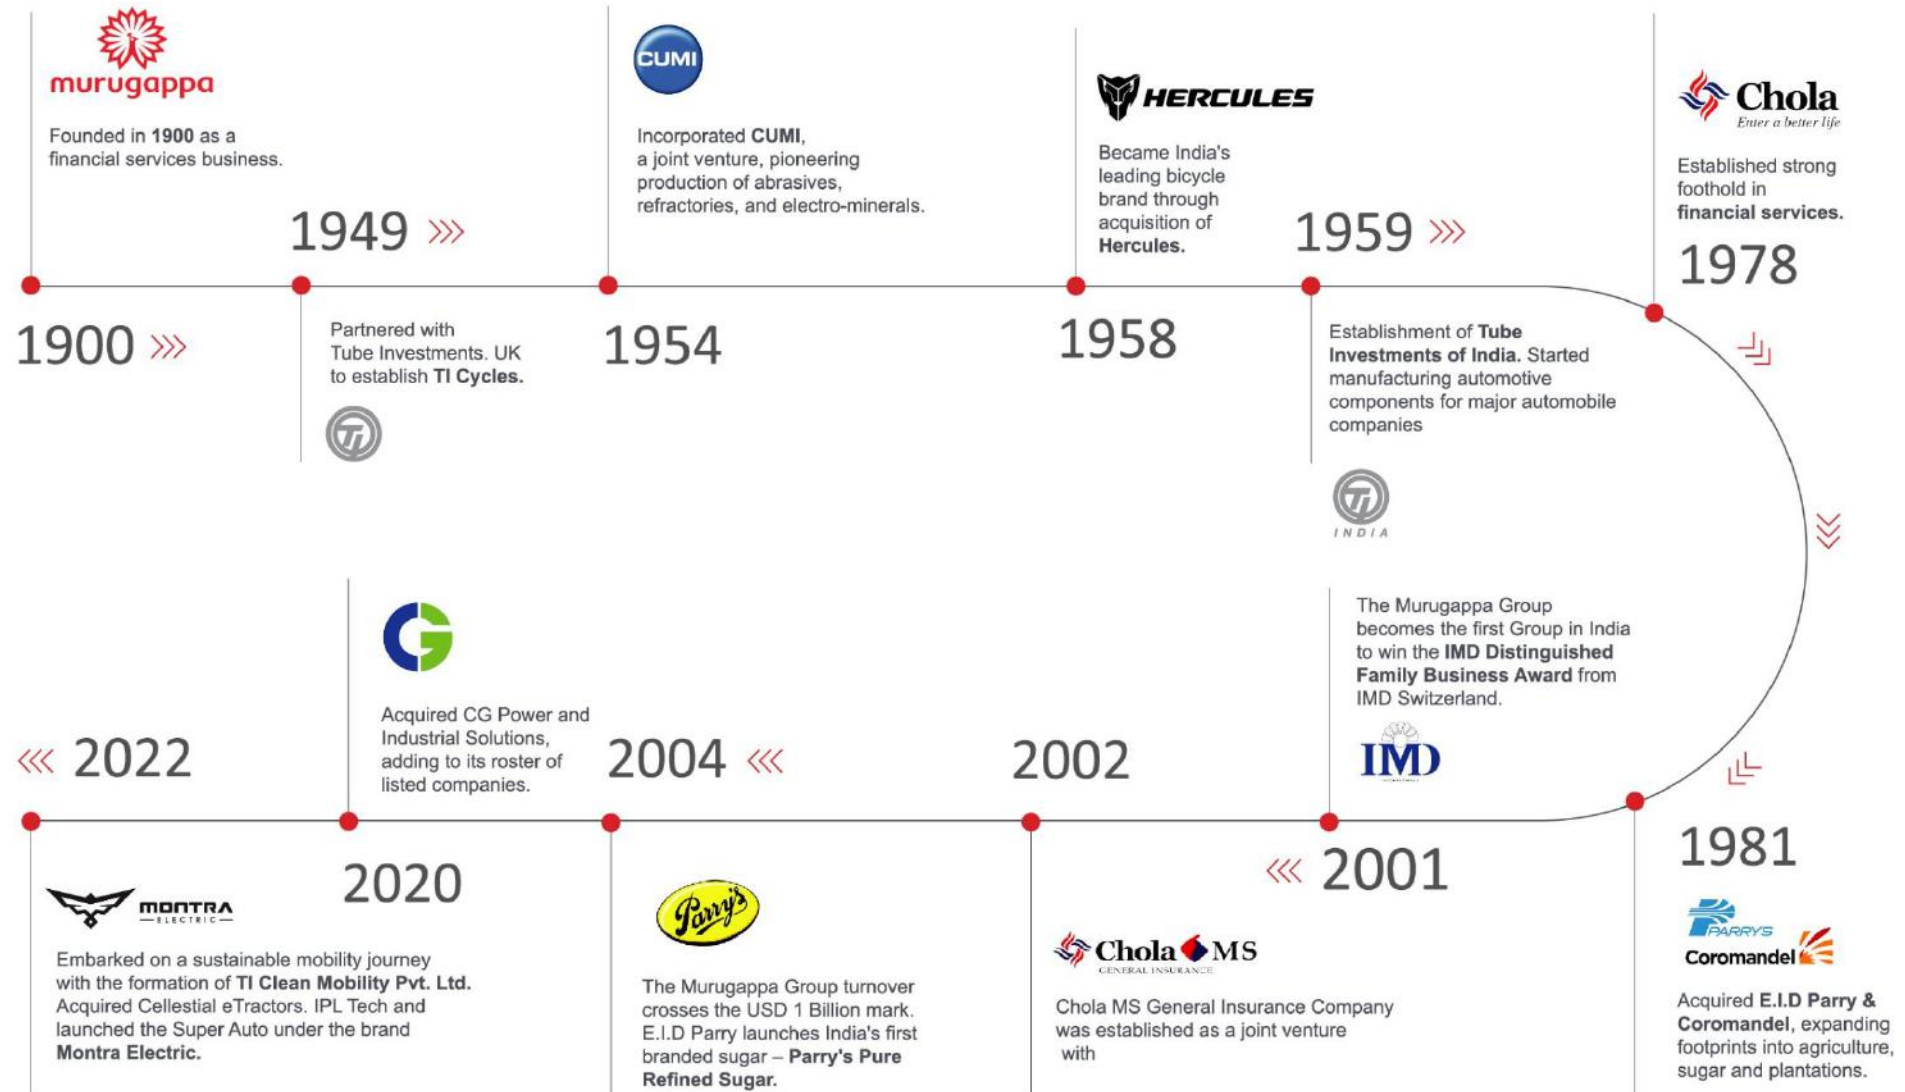 murugappa
Founded in 1900 as a
financial services business.
1900
1949
Partnered with
Tube Investments. UK
to establish TI Cycles.
TI
CUMI
Incorporated CUMI,
a joint venture, pioneering
production of abrasives,
refractories, and electro-minerals.
1954
HERCULES
Became India's
leading bicycle
brand through
acquisition of
Hercules.
1958
1959
Establishment of Tube
Investments of India. Started
manufacturing automotive
components for major automobile
companies
TI
INDIA
Chola
Enter a better life
Established strong
foothold in
financial services.
1978
1981
PARRYS
Coromandel
Acquired E.I.D Parry &
Coromandel, expanding
footprints into agriculture,
sugar and plantations.
The Murugappa Group
becomes the first Group in India
to win the IMD Distinguished
Family Business Award from
IMD Switzerland.
IMD
2001
2002
Chola MS
GENERAL INSURANCE
Chola MS General Insurance Company
was established as a joint venture
with
2004
Parry's
The Murugappa Group turnover
crosses the USD 1 Billion mark.
E.I.D Parry launches India's first
branded sugar – Parry's Pure
Refined Sugar.
CG
Acquired CG Power and
Industrial Solutions,
adding to its roster of
listed companies.
2020
2022
MONTRA
ELECTRIC
Embarked on a sustainable mobility journey
with the formation of TI Clean Mobility Pvt. Ltd.
Acquired Cellestial eTractors. IPL Tech and
launched the Super Auto under the brand
Montra Electric.